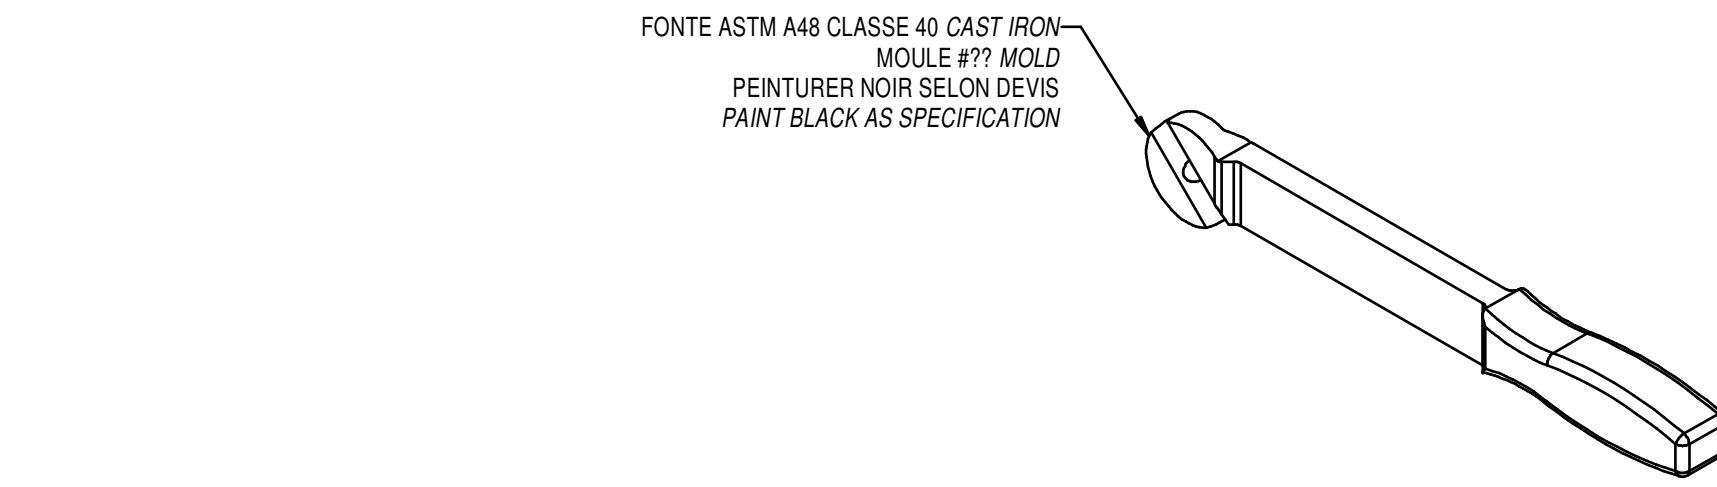 FONTE ASTM A48 CLASSE 40 CAST IRON
MOULE #?? MOLD
PEINTURER NOIR SELON DEVIS
PAINT BLACK AS SPECIFICATION